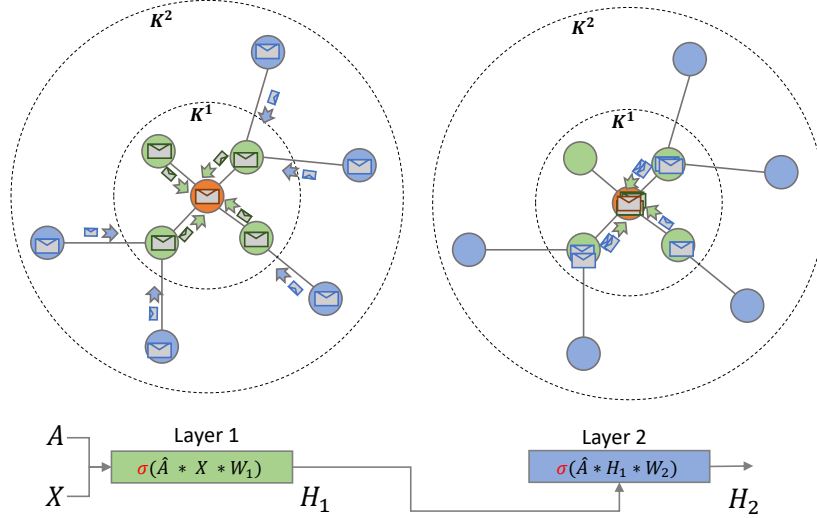 K²
K¹
K²
K¹
A
X
Layer 1
σ(Â * X * W₁)
H₁
Layer 2
σ(Â * H₁ * W₂)
H₂